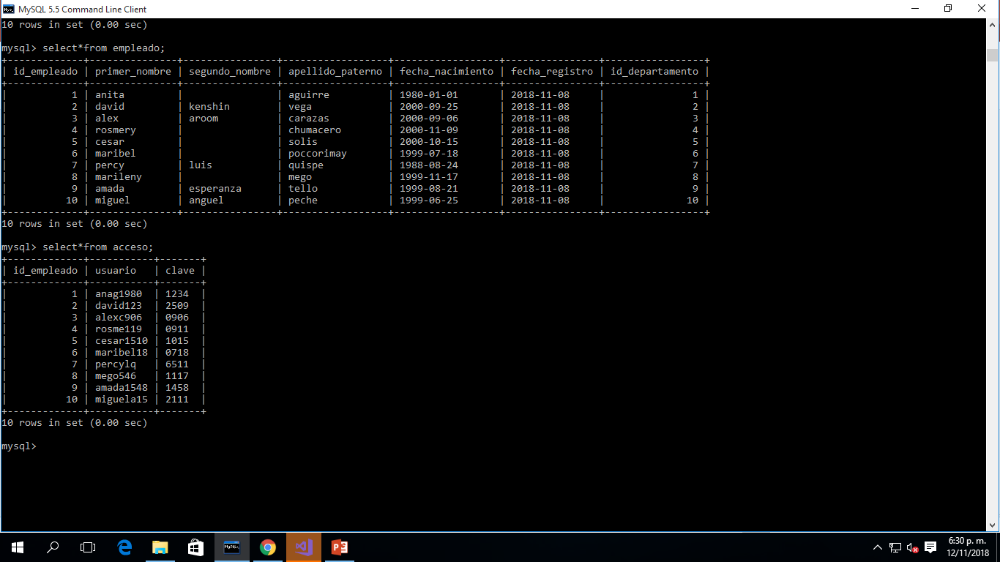 MySQL 5.5 Command Line Client
10 rows in set (0.00 sec)
mysql> select*from empleado;
+-------------+---------------+----------------+------------------+------------------+----------------+-----------------+
| id_empleado | primer_nombre | segundo_nombre | apellido_paterno | fecha_nacimiento | fecha_registro | id_departamento |
+-------------+---------------+----------------+------------------+------------------+----------------+-----------------+
|           1 | anita         |                | aguirre          | 1980-01-01       | 2018-11-08     |               1 |
|           2 | david         | kenshin        | vega             | 2000-09-25       | 2018-11-08     |               2 |
|           3 | alex          | aroom          | carazas          | 2000-09-06       | 2018-11-08     |               3 |
|           4 | rosmery       |                | chumacero        | 2000-11-09       | 2018-11-08     |               4 |
|           5 | cesar         |                | solis            | 2000-10-15       | 2018-11-08     |               5 |
|           6 | maribel       |                | poccorimay       | 1999-07-18       | 2018-11-08     |               6 |
|           7 | percy         | luis           | quispe           | 1988-08-24       | 2018-11-08     |               7 |
|           8 | marileny      |                | mego             | 1999-11-17       | 2018-11-08     |               8 |
|           9 | amada         | esperanza      | tello            | 1999-08-21       | 2018-11-08     |               9 |
|          10 | miguel        | anguel         | peche            | 1999-06-25       | 2018-11-08     |              10 |
+-------------+---------------+----------------+------------------+------------------+----------------+-----------------+
10 rows in set (0.00 sec)
mysql> select*from acceso;
+-------------+-----------+-------+
| id_empleado | usuario   | clave |
+-------------+-----------+-------+
|           1 | anag1980  | 1234  |
|           2 | david123  | 2509  |
|           3 | alexc906  | 0906  |
|           4 | rosme119  | 0911  |
|           5 | cesar1510 | 1015  |
|           6 | maribel18 | 0718  |
|           7 | percylq   | 6511  |
|           8 | mego546   | 1117  |
|           9 | amada1548 | 1458  |
|          10 | miguela15 | 2111  |
+-------------+-----------+-------+
10 rows in set (0.00 sec)
mysql>
6:30 p. m.
12/11/2018